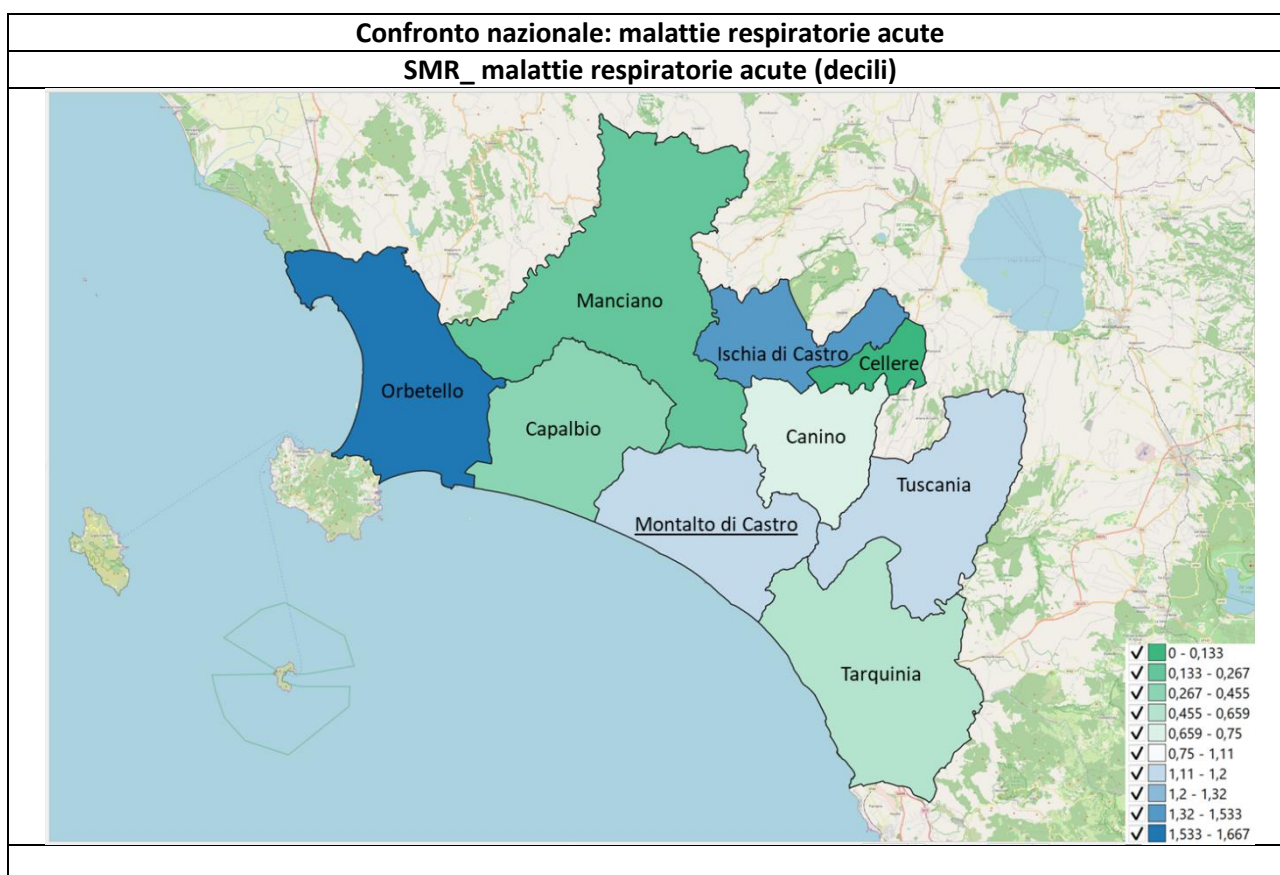 Confronto nazionale: malattie respiratorie acute
SMR_ malattie respiratorie acute (decili)
Manciano
Ischia di Castro
Cellere
Orbetello
Capalbio
Canino
Tuscania
Montalto di Castro
Tarquinia
✓ 0 - 0,133
✓ 0,133 - 0,267
✓ 0,267 - 0,455
✓ 0,455 - 0,659
✓ 0,659 - 0,75
✓ 0,75 - 1,11
✓ 1,11 - 1,2
✓ 1,2 - 1,32
✓ 1,32 - 1,533
✓ 1,533 - 1,667